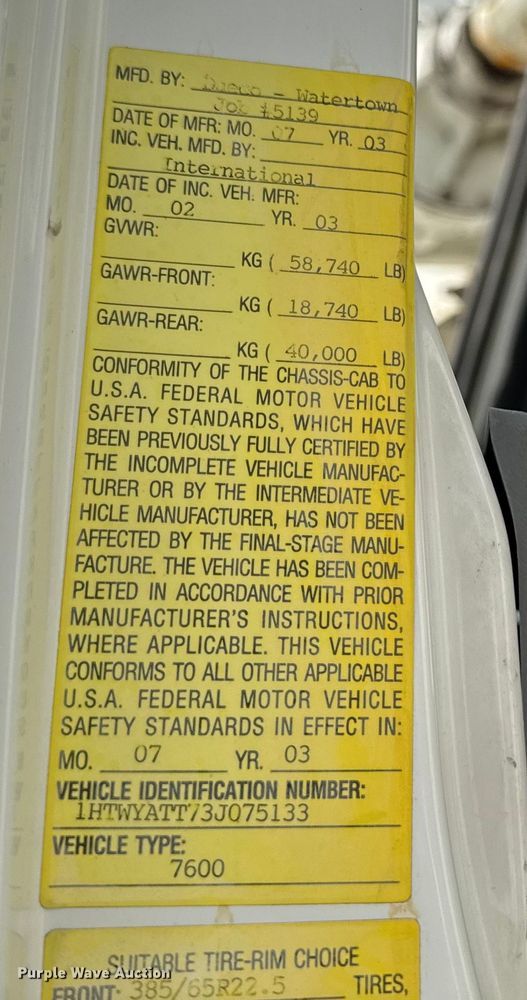 MFD. BY: Dueco - Watertown
Job #5139
DATE OF MFR: MO. 07 YR. 03
INC. VEH. MFD. BY:
International
DATE OF INC. VEH. MFR:
MO. 02 YR. 03
GVWR:
KG ( 58,740 LB)
GAWR-FRONT:
KG ( 18,740 LB)
GAWR-REAR:
KG ( 40,000 LB)
CONFORMITY OF THE CHASSIS-CAB TO
U.S.A. FEDERAL MOTOR VEHICLE
SAFETY STANDARDS, WHICH HAVE
BEEN PREVIOUSLY FULLY CERTIFIED BY
THE INCOMPLETE VEHICLE MANUFAC-
TURER OR BY THE INTERMEDIATE VE-
HICLE MANUFACTURER, HAS NOT BEEN
AFFECTED BY THE FINAL-STAGE MANU-
FACTURE. THE VEHICLE HAS BEEN COM-
PLETED IN ACCORDANCE WITH PRIOR
MANUFACTURER'S INSTRUCTIONS,
WHERE APPLICABLE. THIS VEHICLE
CONFORMS TO ALL OTHER APPLICABLE
U.S.A. FEDERAL MOTOR VEHICLE
SAFETY STANDARDS IN EFFECT IN:
MO. 07 YR. 03
VEHICLE IDENTIFICATION NUMBER:
1HTWYATT73J075133
VEHICLE TYPE:
7600
SUITABLE TIRE-RIM CHOICE
FRONT: 385/65R22.5 TIRES,
Purple Wave Auction